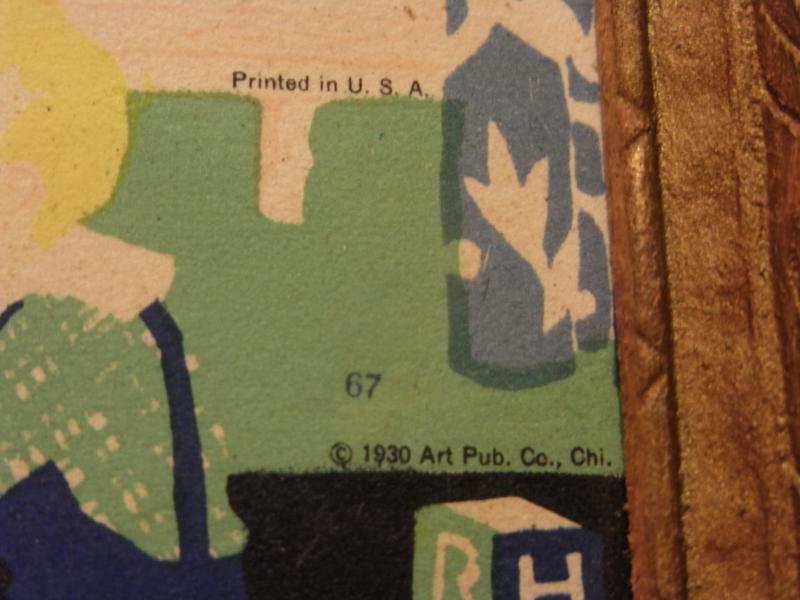 Printed in U. S. A.
67
© 1930 Art Pub. Co., Chi.
R H